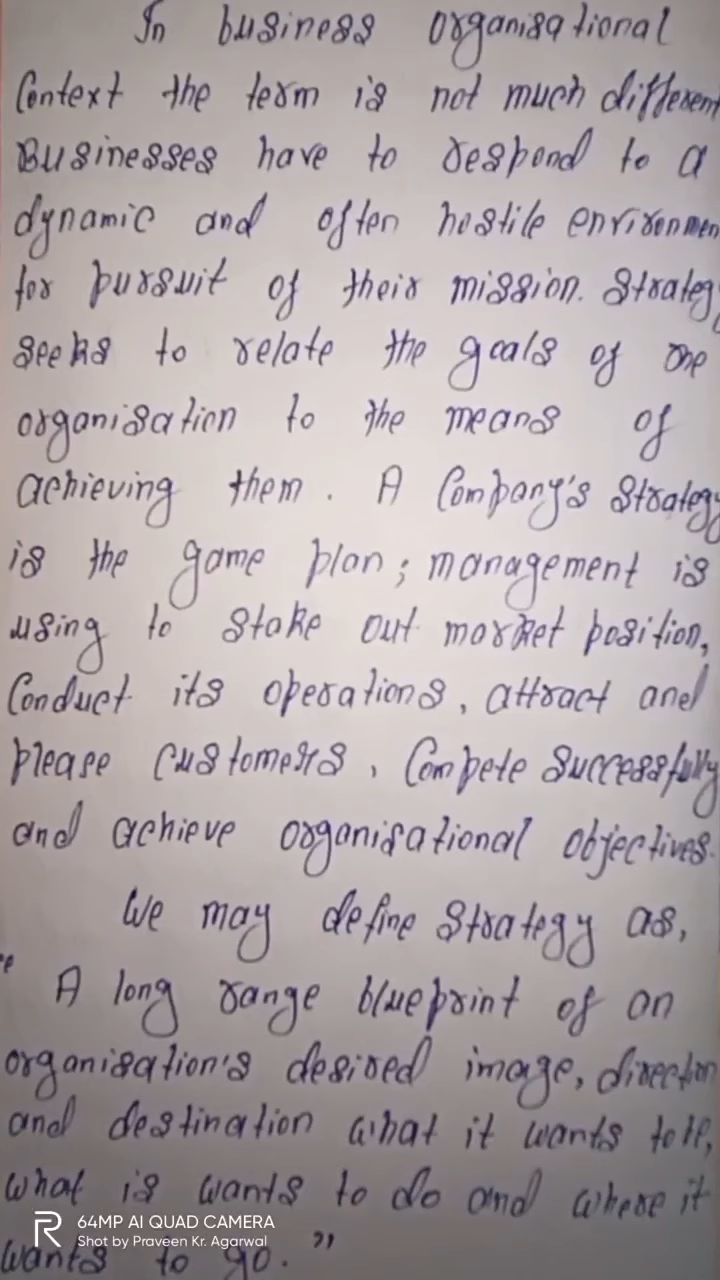 In business organisational
Context the term is not much different
Businesses have to respond to a
dynamic and often hostile environmen
for pursuit of their mission. Strateg
seeks to relate the goals of the
organisation to the means of
achieving them. A Company's Strategy
is the game plan; management is
using to stake out market position,
Conduct its operations, attract and
please customers, Compete Successfully
and achieve organisational objectives.
We may define Strategy as,
" A long range blueprint of an
organisation's desired image, direction
and destination what it wants to
what is wants to do and where it
wants to go."
64MP AI QUAD CAMERA
Shot by Praveen Kr. Agarwal